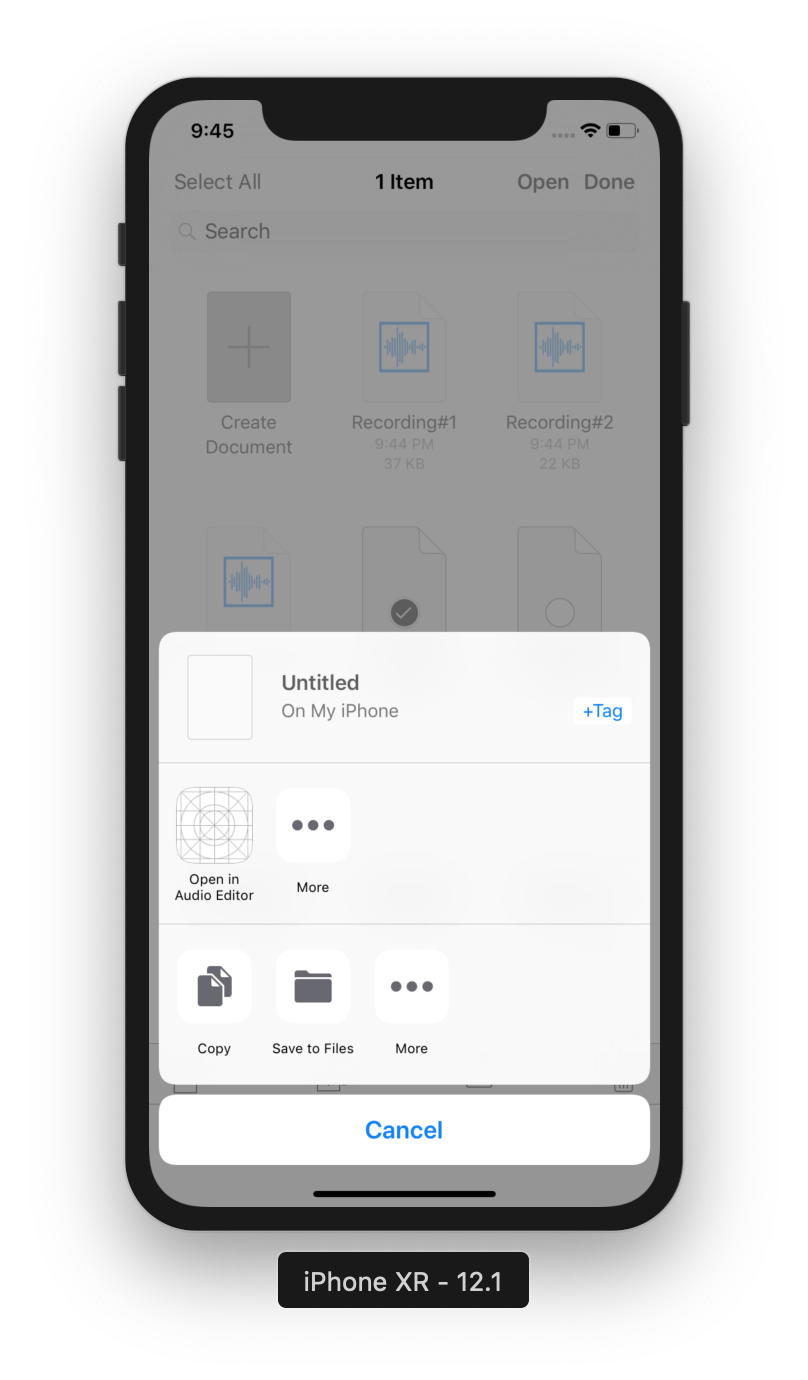 9:45
Select All
1 Item
Open
Done
Search
Create
Document
Recording#1
9:44 PM
37 KB
Recording#2
9:44 PM
22 KB
Untitled
On My iPhone
+Tag
Open in
Audio Editor
More
Copy
Save to Files
More
Cancel
iPhone XR - 12.1